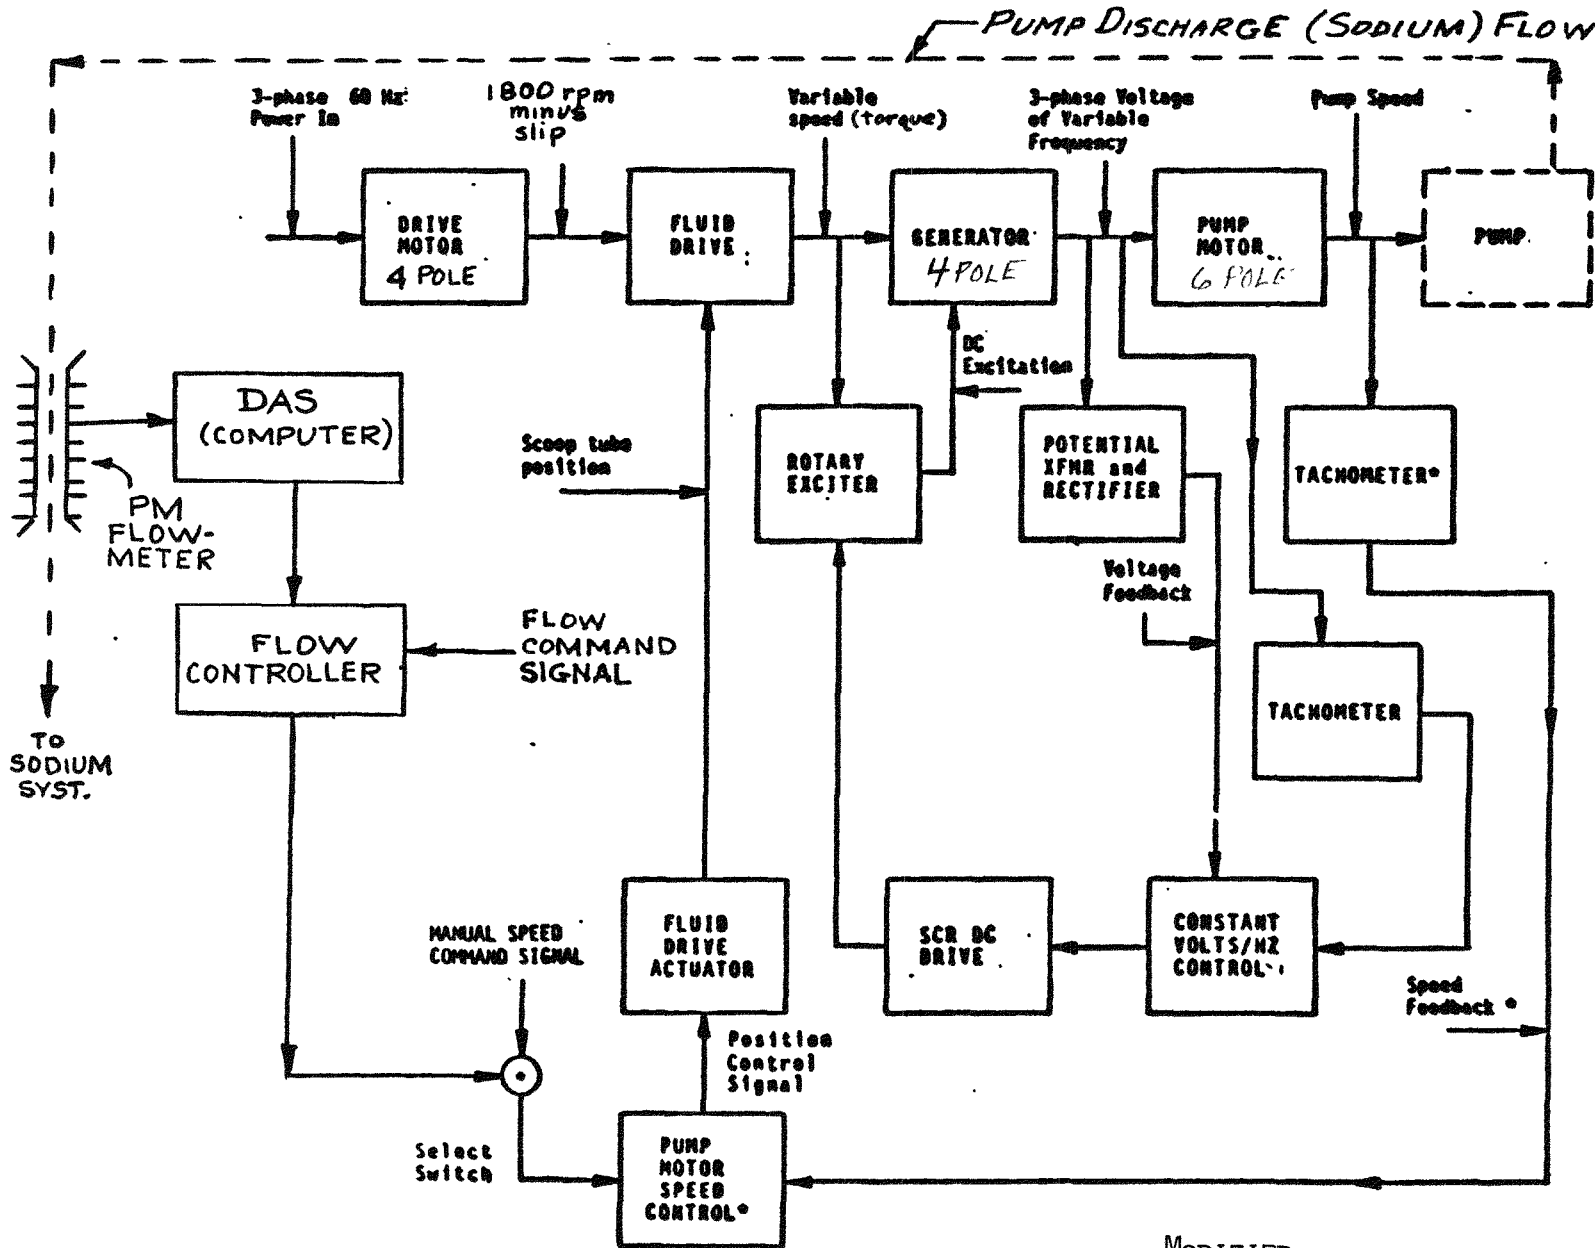 PUMP DISCHARGE (SODIUM) FLOW
3-phase 60 Hz
Power In
1800 rpm
minus
slip
Variable
speed (torque)
3-phase Voltage
of Variable
Frequency
Pump Speed
DRIVE
MOTOR
4 POLE
FLUID
DRIVE
GENERATOR
4 POLE
PUMP
MOTOR
6 POLE
PUMP
DC
Excitation
DAS
(COMPUTER)
PM
FLOW-
METER
Scoop tube
position
ROTARY
EXCITER
POTENTIAL
XFMR and
RECTIFIER
TACHOMETER*
Voltage
Feedback
FLOW
CONTROLLER
FLOW
COMMAND
SIGNAL
TACHOMETER
TO
SODIUM
SYST.
MANUAL SPEED
COMMAND SIGNAL
FLUID
DRIVE
ACTUATOR
SCR DC
DRIVE
CONSTANT
VOLTS/HZ
CONTROL
Speed
Feedback *
Position
Control
Signal
Select
Switch
PUMP
MOTOR
SPEED
CONTROL*
MODIFIED